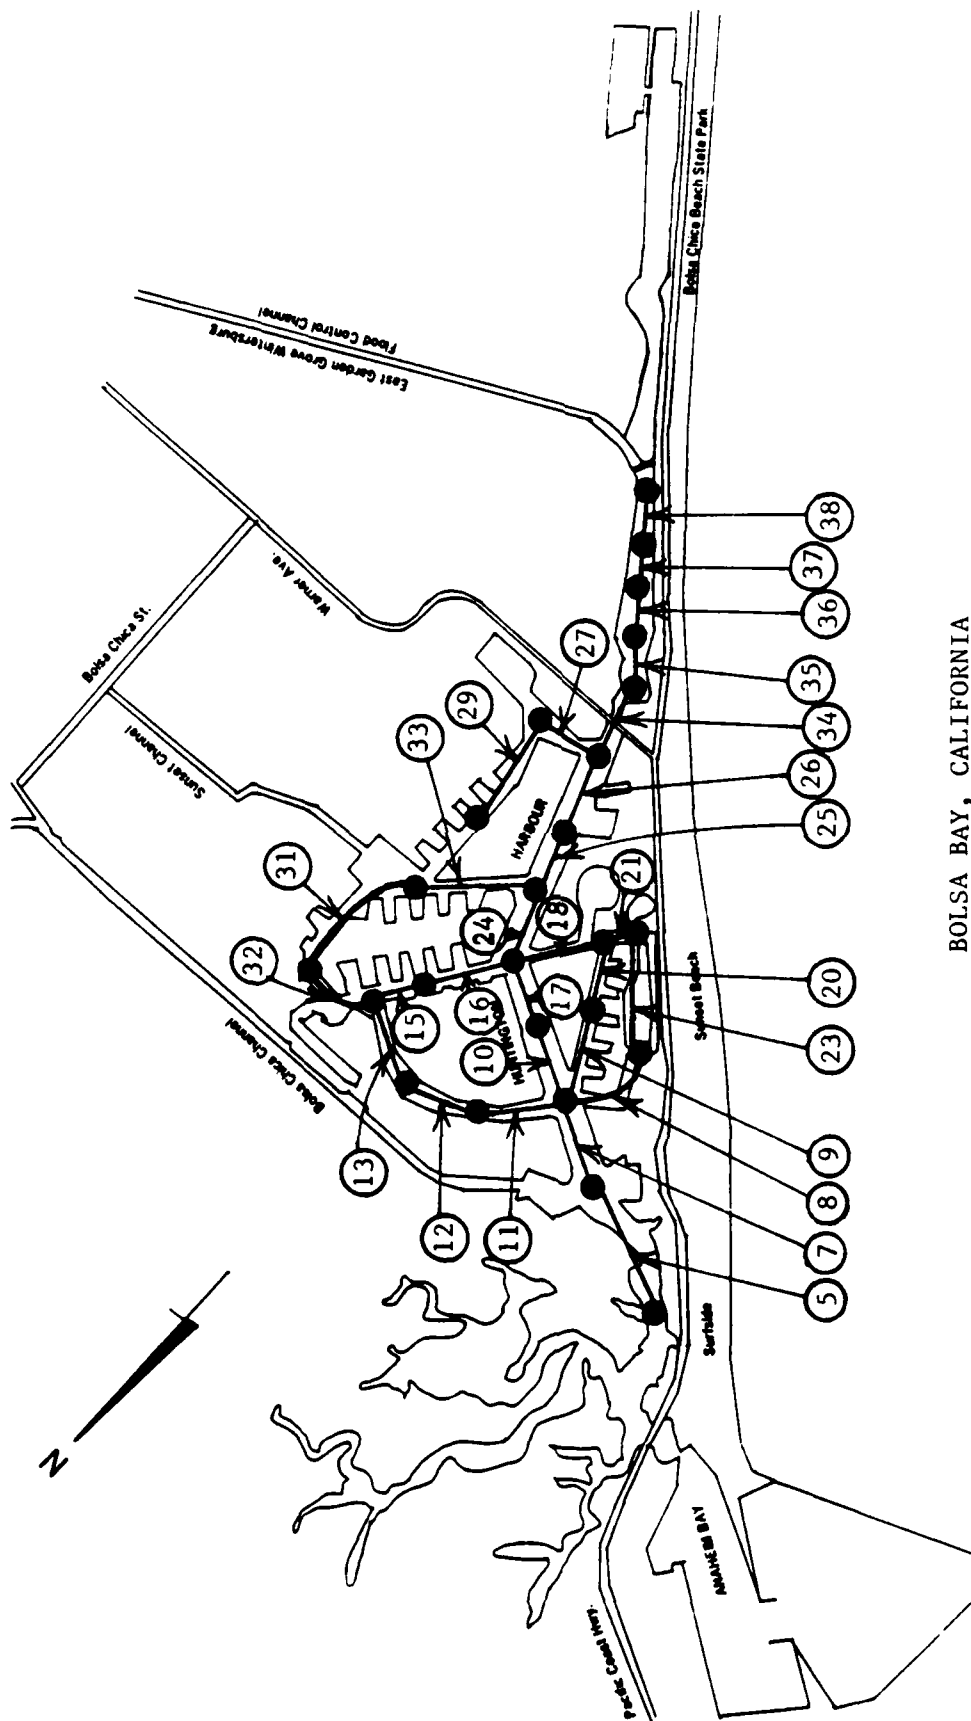 Bolsa Chica Beach State Park
East Garden Grove Wintersburg
Flood Control Channel
Warner Ave.
Bolsa Chica St.
Sunset Channel
Bolsa Chica Channel
HUNTINGTON
HARBOUR
Sunset Beach
Surfside
Pacific Coast Hwy.
ANAHEIM BAY
N
32
31
33
29
27
13
12
11
10
15
16
24
17
18
5
7
8
9
23
20
21
25
26
34
35
36
37
38
BOLSA BAY, CALIFORNIA